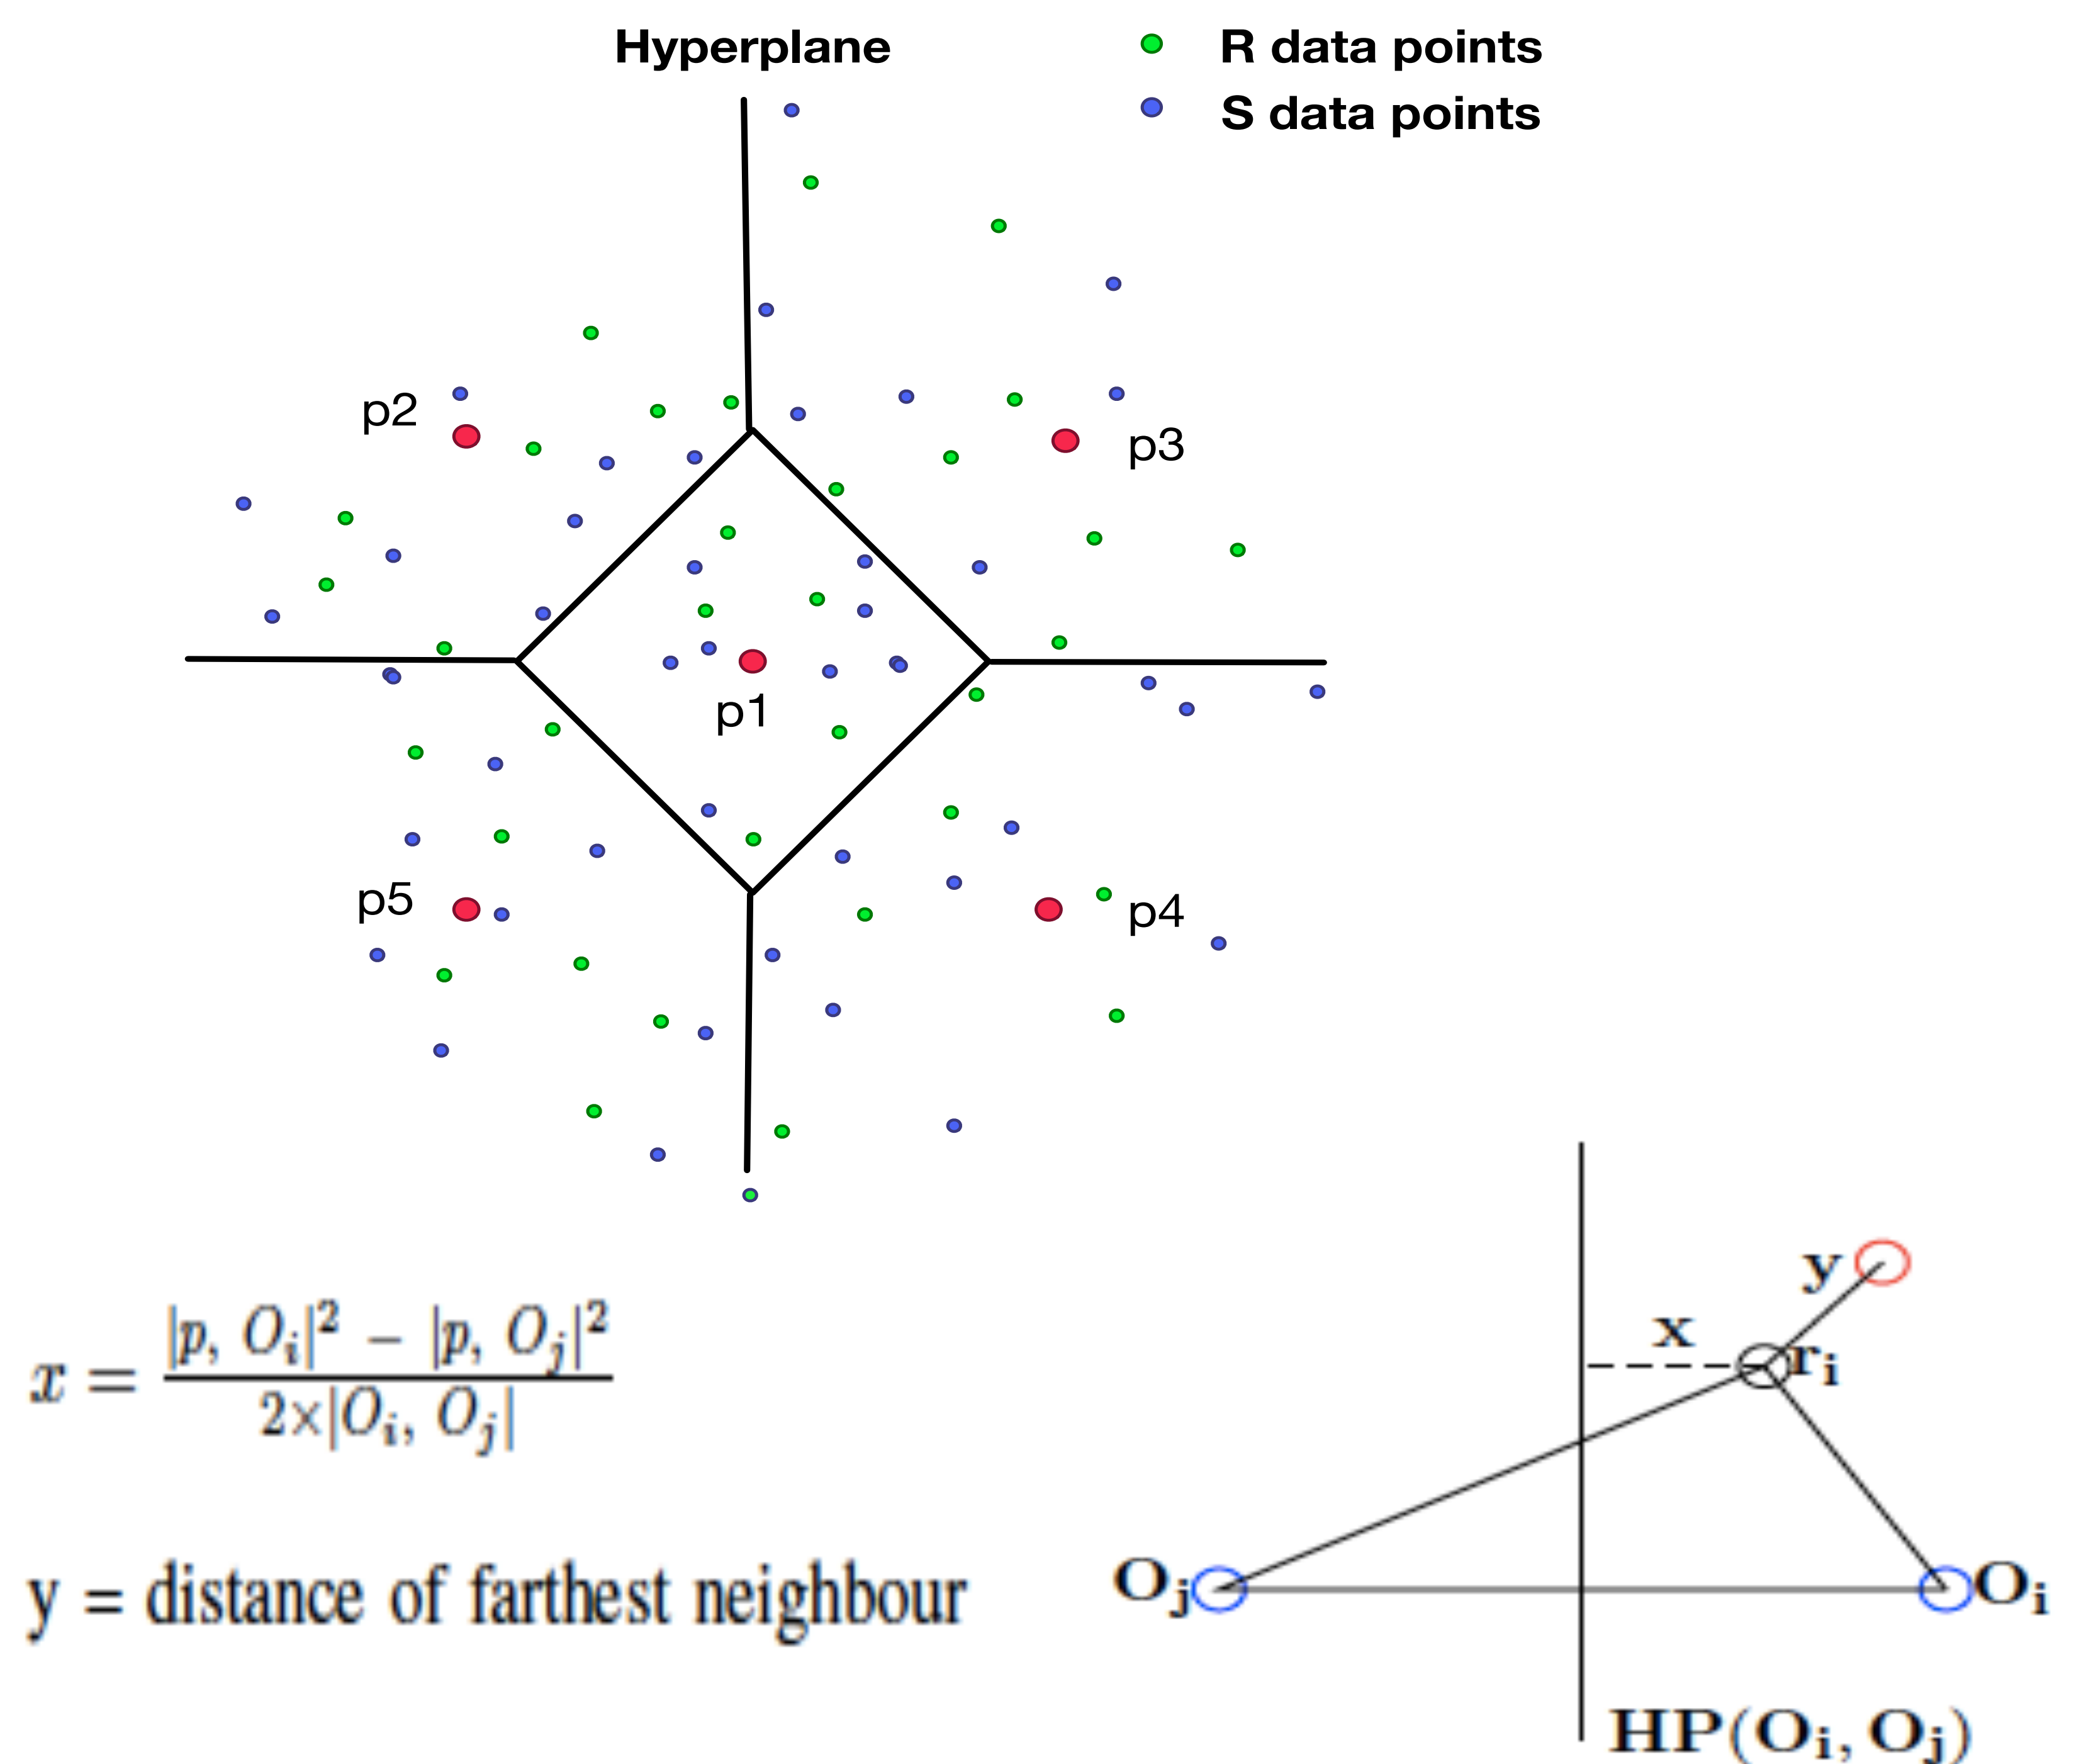 Hyperplane
R data points
S data points
p2
p3
p1
p5
p4
x = |p, O_i|^2 − |p, O_j|^2 / 2×|O_i, O_j|
y = distance of farthest neighbour
y
x
r_i
O_j
O_i
HP(O_i, O_j)